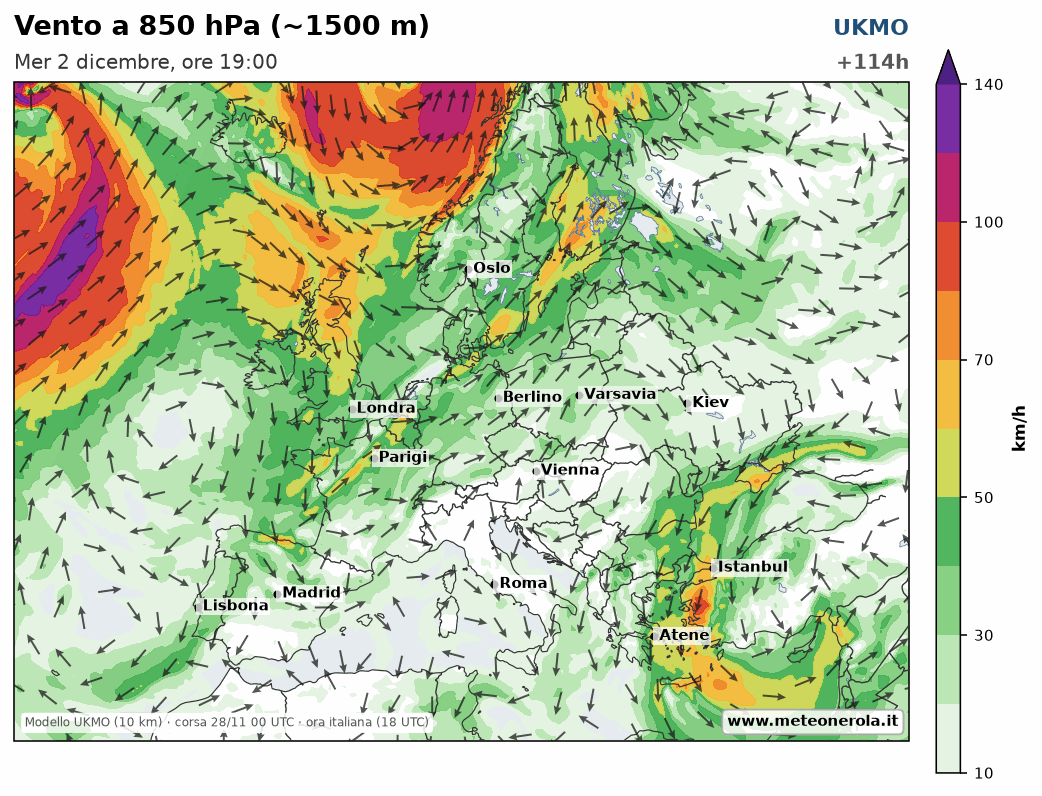 Vento a 850 hPa (~1500 m)
UKMO
Mer 2 dicembre, ore 19:00
+114h
140
100
70
50
30
10
km/h
Oslo
Londra
Berlino
Varsavia
Kiev
Parigi
Vienna
Istanbul
Roma
Madrid
Lisbona
Atene
Modello UKMO (10 km) · corsa 28/11 00 UTC · ora italiana (18 UTC)
www.meteonerola.it